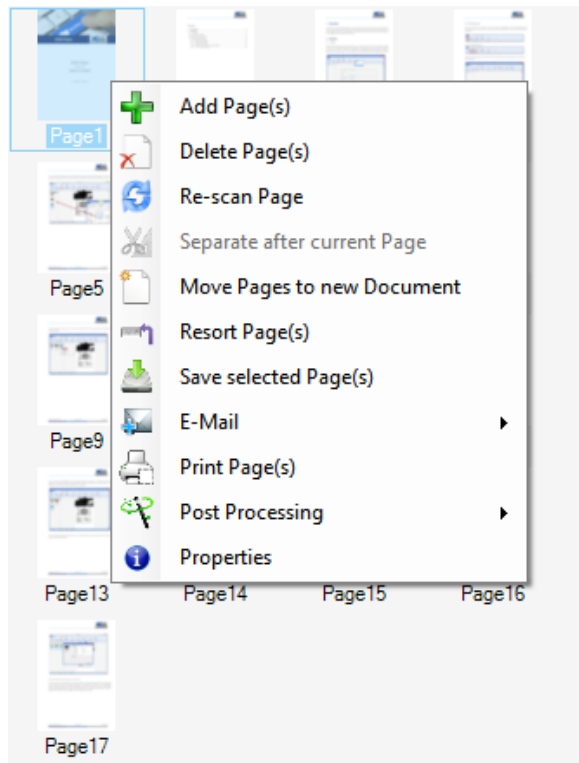 Page1
Add Page(s)
Delete Page(s)
Re-scan Page
Separate after current Page
Move Pages to new Document
Resort Page(s)
Save selected Page(s)
E-Mail
Print Page(s)
Post Processing
Properties
Page5
Page9
Page13 Page14 Page15 Page16
Page17